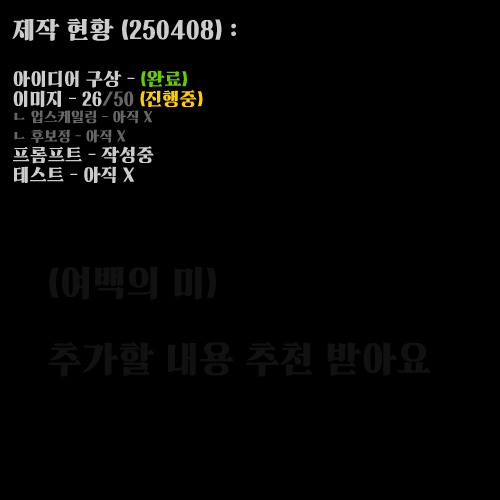 제작 현황 (250408) :
아이디어 구상 - (완료)
이미지 - 26/50 (진행중)
ㄴ 업스케일링 - 아직 X
ㄴ 후보정 - 아직 X
프롬프트 - 작성중
테스트 - 아직 X
(여백의 미)
추가할 내용 추천 받아요